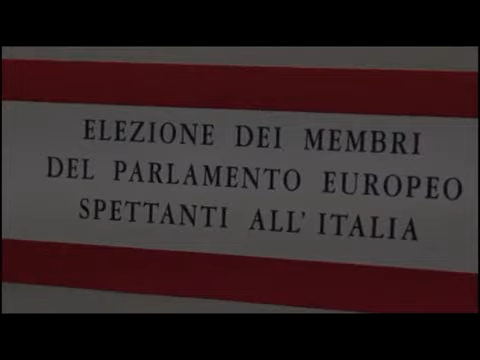 ELEZIONE DEI MEMBRI
DEL PARLAMENTO EUROPEO
SPETTANTI ALL' ITALIA